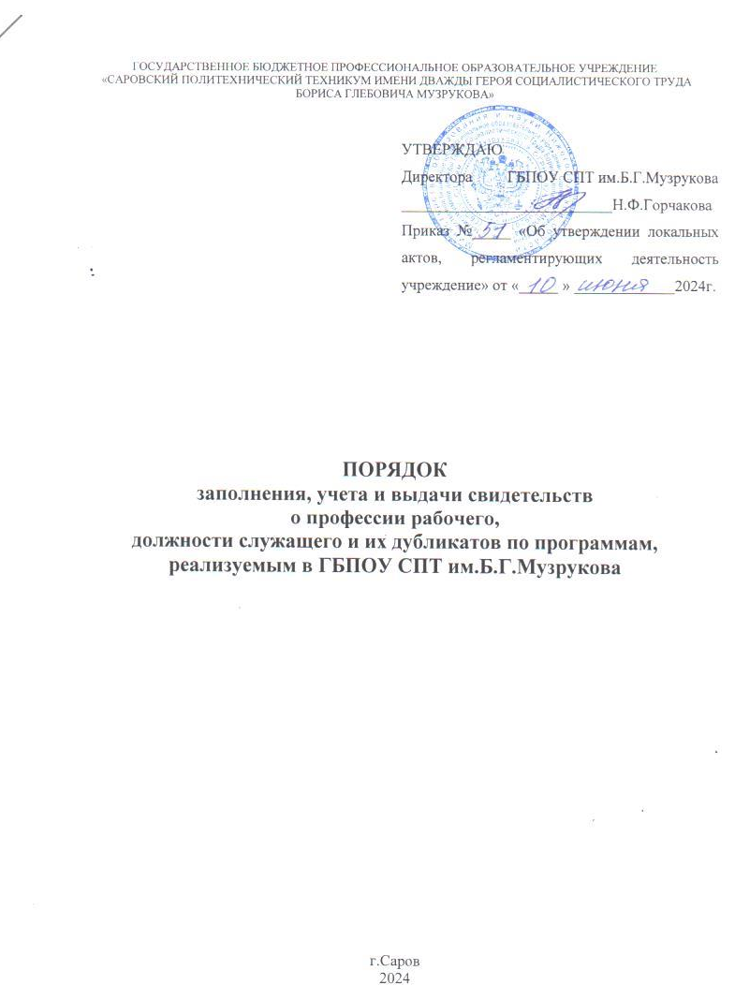 ГОСУДАРСТВЕННОЕ БЮДЖЕТНОЕ ПРОФЕССИОНАЛЬНОЕ ОБРАЗОВАТЕЛЬНОЕ УЧРЕЖДЕНИЕ
«САРОВСКИЙ ПОЛИТЕХНИЧЕСКИЙ ТЕХНИКУМ ИМЕНИ ДВАЖДЫ ГЕРОЯ СОЦИАЛИСТИЧЕСКОГО ТРУДА
БОРИСА ГЛЕБОВИЧА МУЗРУКОВА»
УТВЕРЖДАЮ
Директора ГБПОУ СПТ им.Б.Г.Музрукова
Н.Ф.Горчакова
Приказ № 51 «Об утверждении локальных
актов, регламентирующих деятельность
учреждение» от « 10 » июня 2024г.
ПОРЯДОК
заполнения, учета и выдачи свидетельств
о профессии рабочего,
должности служащего и их дубликатов по программам,
реализуемым в ГБПОУ СПТ им.Б.Г.Музрукова
г.Саров
2024